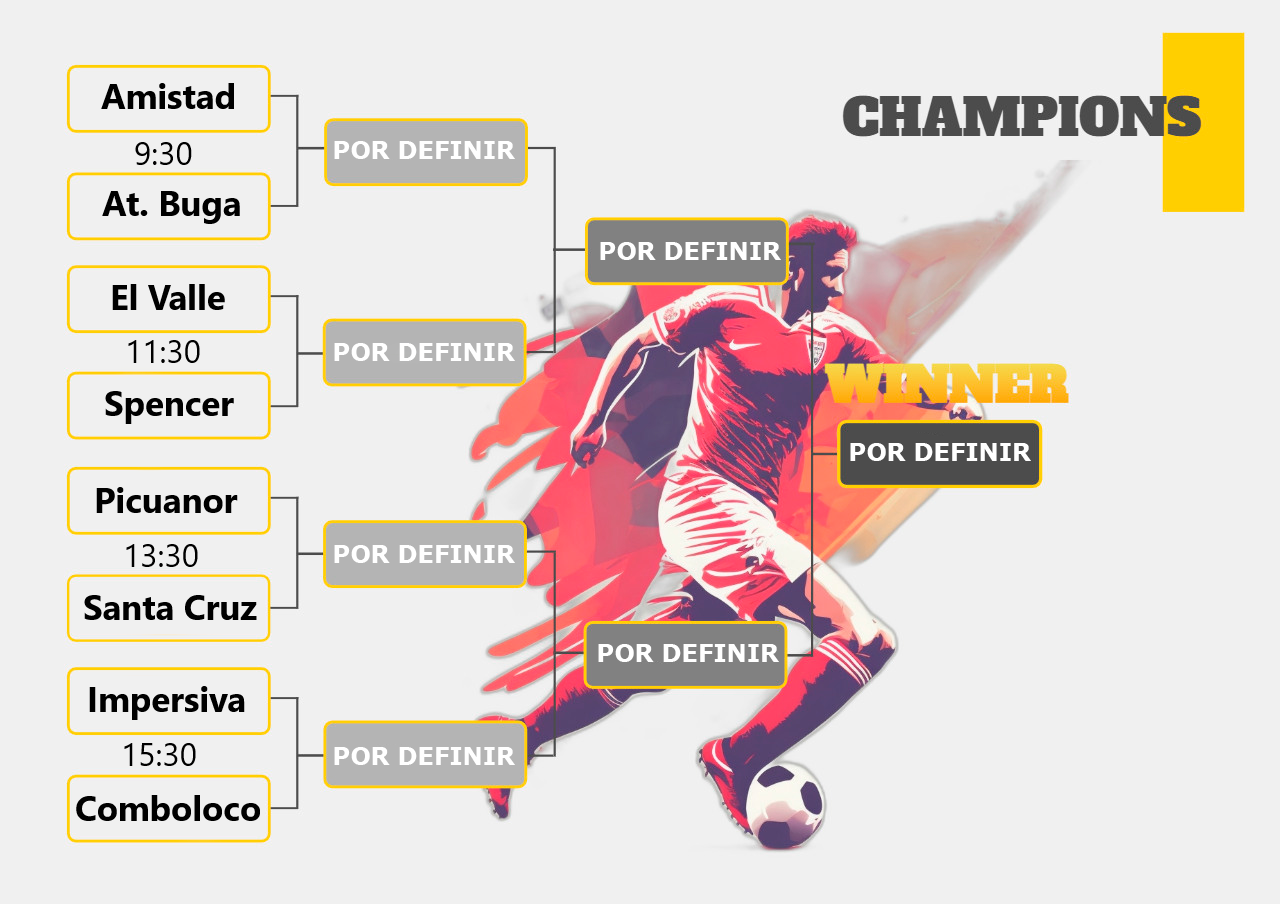 CHAMPIONS
Amistad
9:30
At. Buga
El Valle
11:30
Spencer
Picuanor
13:30
Santa Cruz
Impersiva
15:30
Comboloco
POR DEFINIR
POR DEFINIR
POR DEFINIR
POR DEFINIR
POR DEFINIR
POR DEFINIR
WINNER
POR DEFINIR